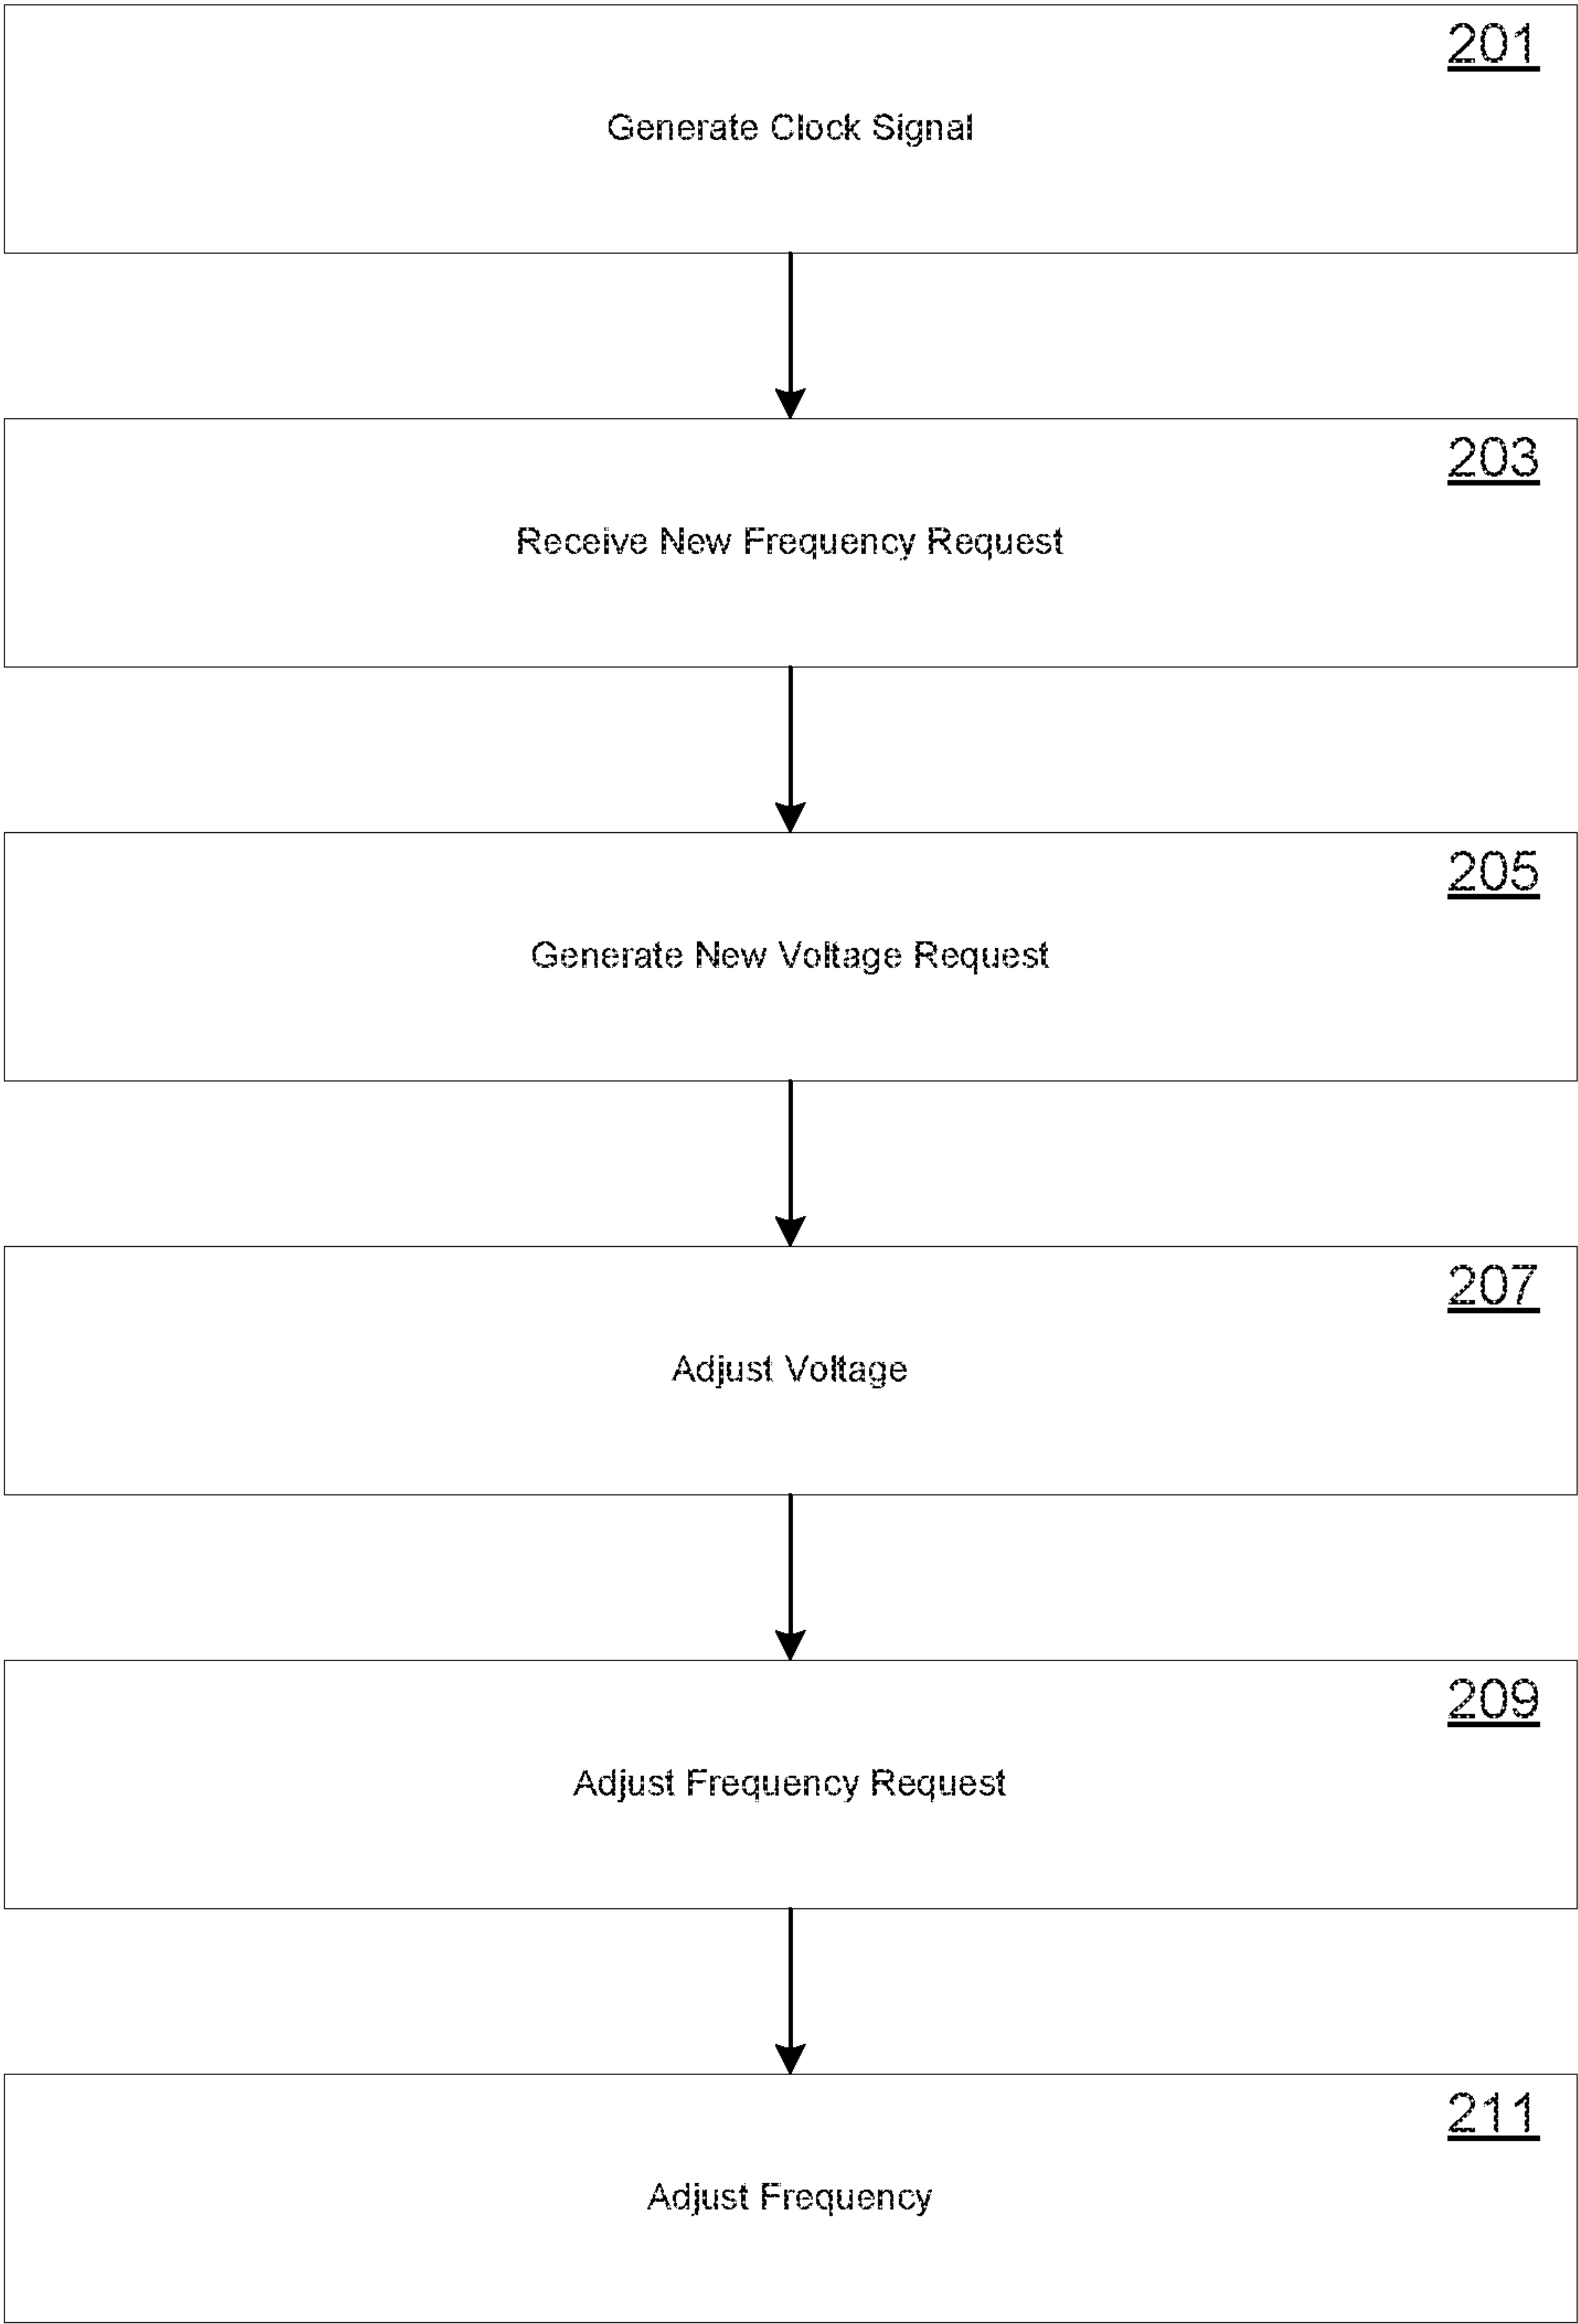 201
Generate Clock Signal
203
Receive New Frequency Request
205
Generate New Voltage Request
207
Adjust Voltage
209
Adjust Frequency Request
211
Adjust Frequency